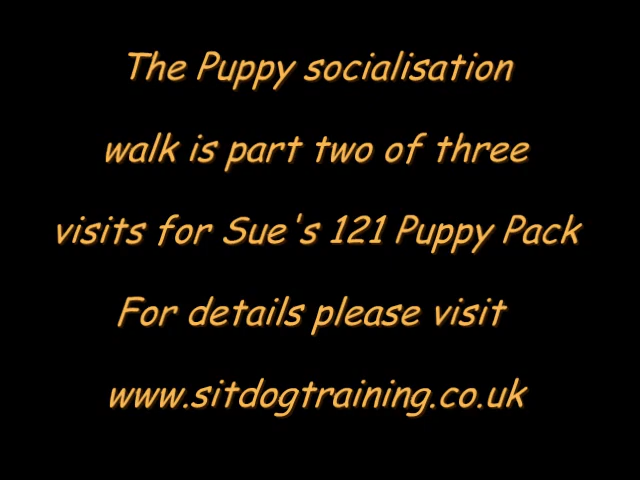 The Puppy socialisation
walk is part two of three
visits for Sue's 121 Puppy Pack
For details please visit
www.sitdogtraining.co.uk